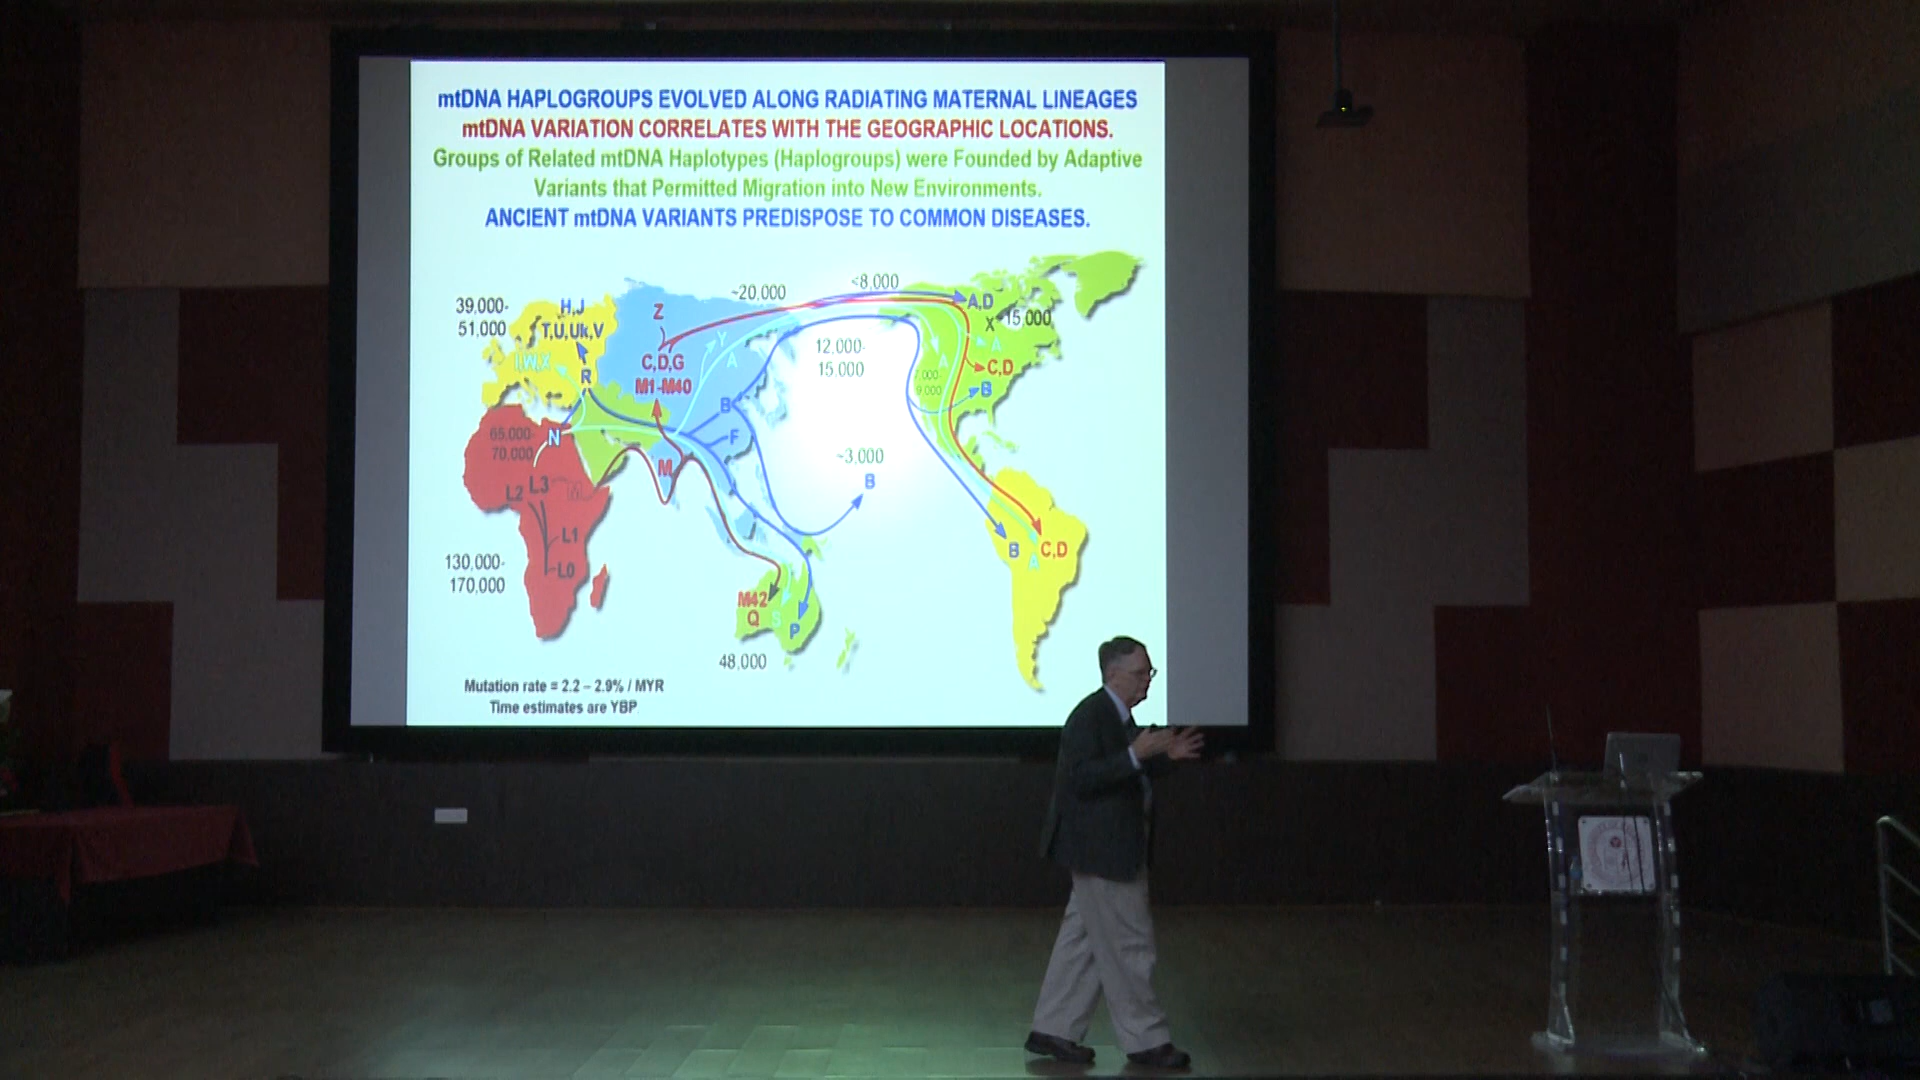 mtDNA HAPLOGROUPS EVOLVED ALONG RADIATING MATERNAL LINEAGES
mtDNA VARIATION CORRELATES WITH THE GEOGRAPHIC LOCATIONS.
Groups of Related mtDNA Haplotypes (Haplogroups) were Founded by Adaptive
Variants that Permitted Migration into New Environments.
ANCIENT mtDNA VARIANTS PREDISPOSE TO COMMON DISEASES.
39,000-
51,000
H,J
T,U,Uk,V
I,W,X
R
N
65,000-
70,000
L2
L3
M
L1
L0
130,000-
170,000
Z
C,D,G
M1-M40
Y
A
B
F
M
~20,000
<8,000
12,000-
15,000
~3,000
B
A,D
X
~15,000
A
A
C,D
B
7,000-
9,000
B
C,D
A
M42
Q
S
P
48,000
Mutation rate = 2.2 – 2.9% / MYR
Time estimates are YBP